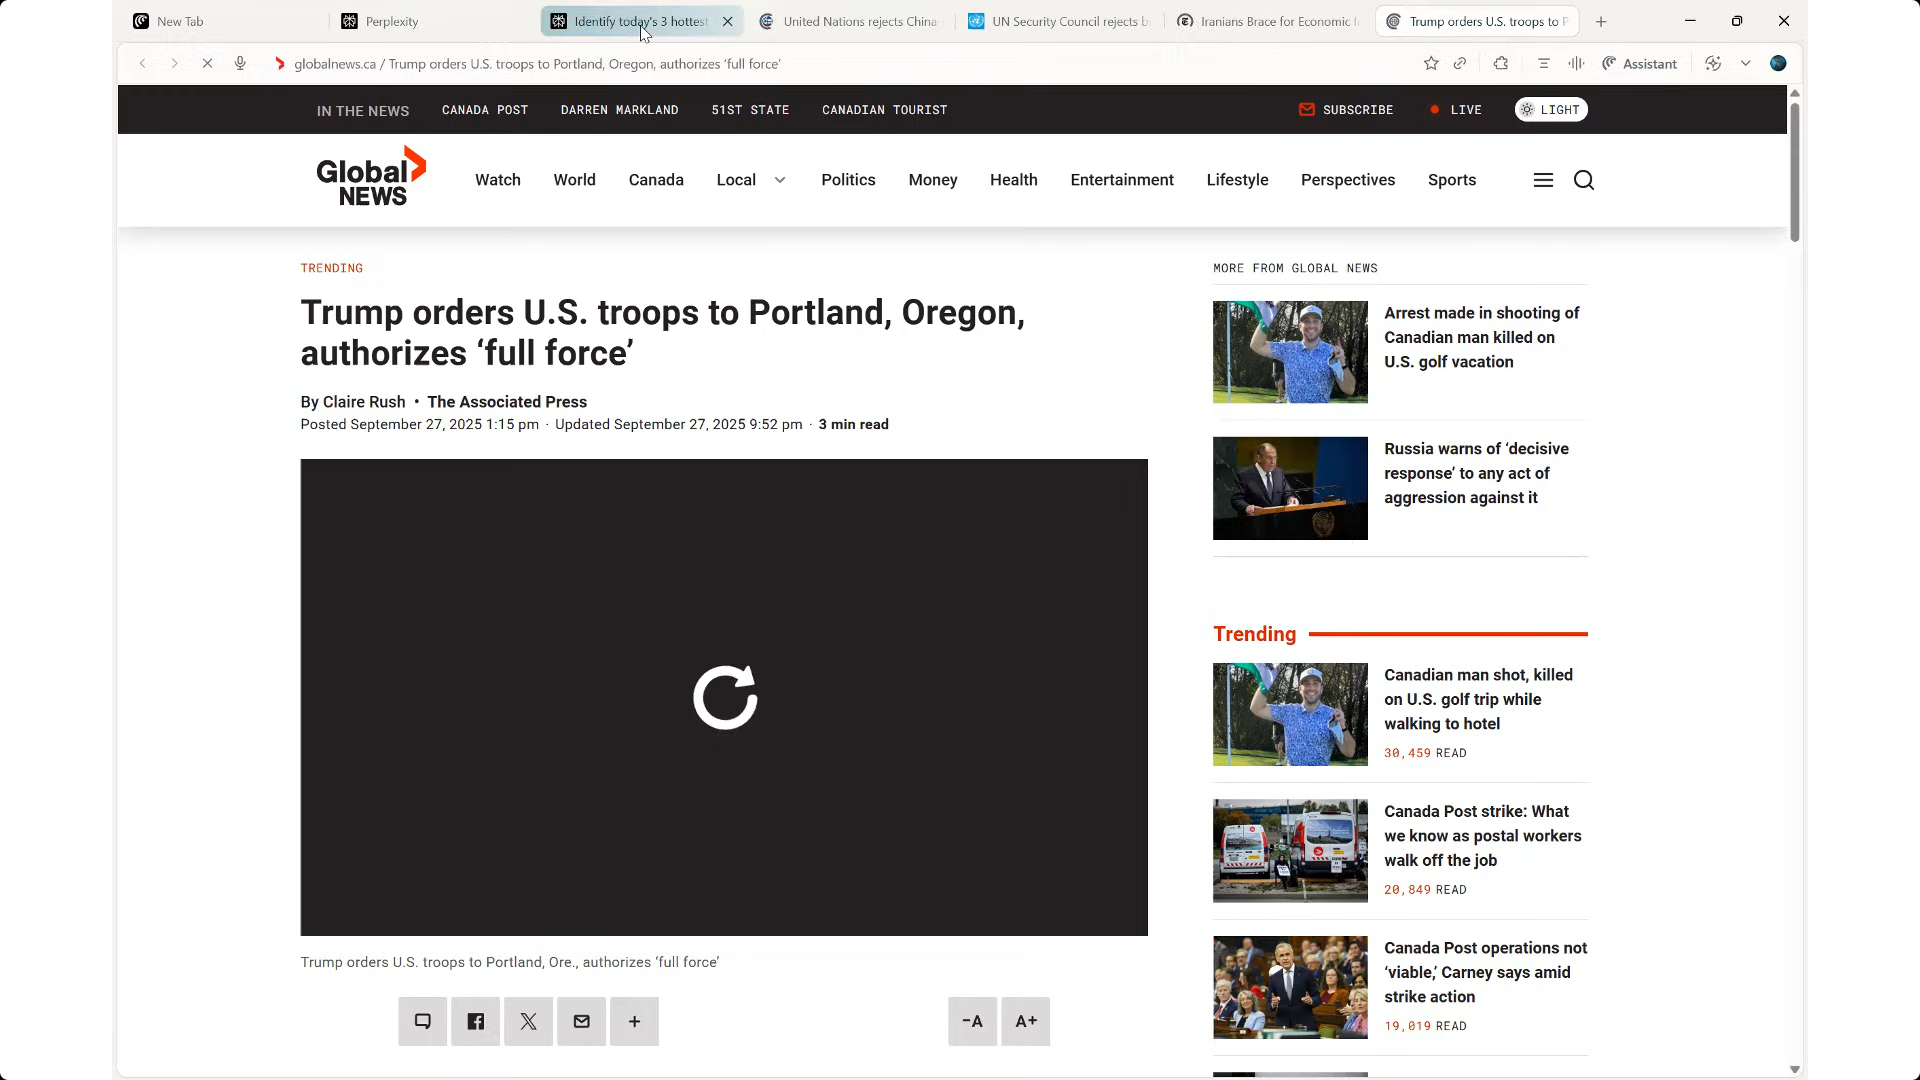 New Tab
Perplexity
Identify today's 3 hottest
United Nations rejects China
UN Security Council rejects bi
Iranians Brace for Economic
Trump orders U.S. troops to P
globalnews.ca / Trump orders U.S. troops to Portland, Oregon, authorizes ‘full force’
Assistant
IN THE NEWS
CANADA POST
DARREN MARKLAND
51ST STATE
CANADIAN TOURIST
SUBSCRIBE
LIVE
LIGHT
Global
NEWS
Watch
World
Canada
Local
Politics
Money
Health
Entertainment
Lifestyle
Perspectives
Sports
TRENDING
Trump orders U.S. troops to Portland, Oregon,
authorizes ‘full force’
By Claire Rush • The Associated Press
Posted September 27, 2025 1:15 pm · Updated September 27, 2025 9:52 pm · 3 min read
Trump orders U.S. troops to Portland, Ore., authorizes ‘full force’
-A
A+
MORE FROM GLOBAL NEWS
Arrest made in shooting of
Canadian man killed on
U.S. golf vacation
Russia warns of ‘decisive
response’ to any act of
aggression against it
Trending
Canadian man shot, killed
on U.S. golf trip while
walking to hotel
30,459 READ
Canada Post strike: What
we know as postal workers
walk off the job
20,849 READ
Canada Post operations not
‘viable,’ Carney says amid
strike action
19,019 READ